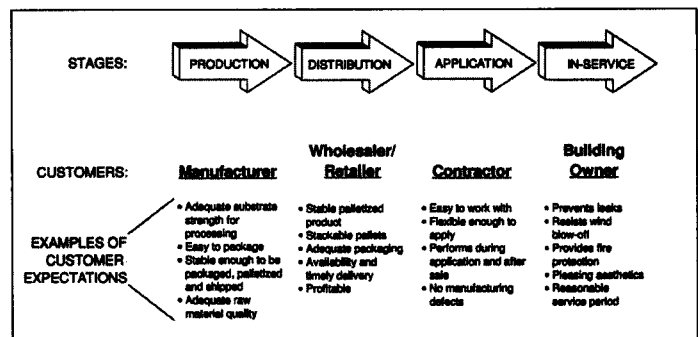 STAGES:
PRODUCTION
DISTRIBUTION
APPLICATION
IN-SERVICE
CUSTOMERS:
Manufacturer
Wholesaler/
Retailer
Contractor
Building
Owner
EXAMPLES OF
CUSTOMER
EXPECTATIONS
• Adequate substrate
strength for
processing
• Easy to package
• Stable enough to be
packaged, palletized
and shipped
• Adequate raw
material quality
• Stable palletized
product
• Stackable pallets
• Adequate packaging
• Availability and
timely delivery
• Profitable
• Easy to work with
• Flexible enough to
apply
• Performs during
application and after
sale
• No manufacturing
defects
• Prevents leaks
• Resists wind
blow-off
• Provides fire
protection
• Pleasing aesthetics
• Reasonable
service period